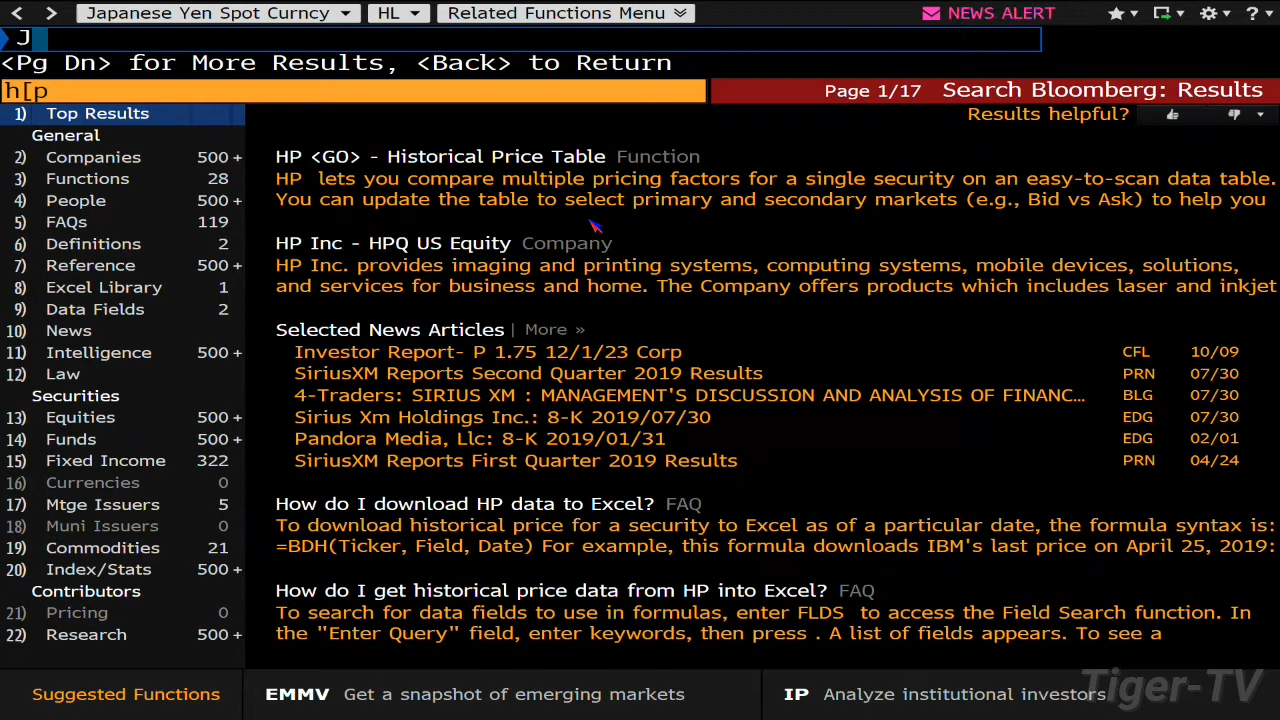 Japanese Yen Spot Curncy HL Related Functions Menu NEWS ALERT ?
J
<Pg Dn> for More Results, <Back> to Return
h[p Page 1/17 Search Bloomberg: Results
1) Top Results Results helpful?
General
2) Companies 500 + HP <GO> - Historical Price Table Function
3) Functions 28 HP lets you compare multiple pricing factors for a single security on an easy-to-scan data table.
4) People 500 + You can update the table to select primary and secondary markets (e.g., Bid vs Ask) to help you
5) FAQs 119
6) Definitions 2 HP Inc - HPQ US Equity Company
7) Reference 500 + HP Inc. provides imaging and printing systems, computing systems, mobile devices, solutions,
8) Excel Library 1 and services for business and home. The Company offers products which includes laser and inkjet
9) Data Fields 2
10) News Selected News Articles | More »
11) Intelligence 500 + Investor Report- P 1.75 12/1/23 Corp CFL 10/09
12) Law SiriusXM Reports Second Quarter 2019 Results PRN 07/30
Securities 4-Traders: SIRIUS XM : MANAGEMENT'S DISCUSSION AND ANALYSIS OF FINANC... BLG 07/30
13) Equities 500 + Sirius Xm Holdings Inc.: 8-K 2019/07/30 EDG 07/30
14) Funds 500 + Pandora Media, Llc: 8-K 2019/01/31 EDG 02/01
15) Fixed Income 322 SiriusXM Reports First Quarter 2019 Results PRN 04/24
16) Currencies 0
17) Mtge Issuers 5 How do I download HP data to Excel? FAQ
18) Muni Issuers 0 To download historical price for a security to Excel as of a particular date, the formula syntax is:
19) Commodities 21 =BDH(Ticker, Field, Date) For example, this formula downloads IBM's last price on April 25, 2019:
20) Index/Stats 500 +
Contributors How do I get historical price data from HP into Excel? FAQ
21) Pricing 0 To search for data fields to use in formulas, enter FLDS to access the Field Search function. In
22) Research 500 + the "Enter Query" field, enter keywords, then press . A list of fields appears. To see a
Suggested Functions EMMV Get a snapshot of emerging markets IP Analyze institutional investors
Tiger-TV